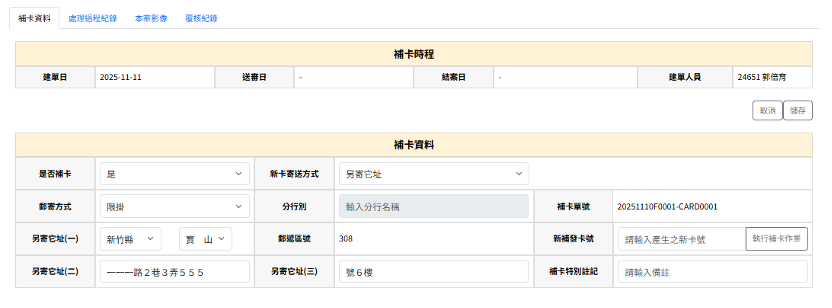 補卡資料 處理過程紀錄 本案影像 覆核紀錄
補卡時程
建單日 2025-11-11 送審日 - 結案日 - 建單人員 24651 郭倍育
取消 儲存
補卡資料
是否補卡 是 新卡寄送方式 另寄它址
郵寄方式 限掛 分行別 輸入分行名稱 補卡單號 20251110F0001-CARD0001
另寄它址(一) 新竹縣 寶 山 郵遞區號 308 新補發卡號 請輸入產生之新卡號 執行補卡作業
另寄它址(二) 一一一路２巷３弄５５５ 另寄它址(三) 號６樓 補卡特別註記 請輸入備註